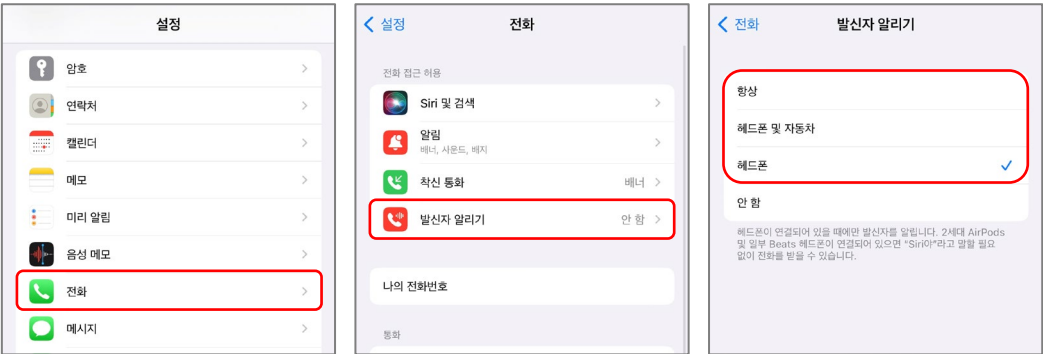 설정
암호
연락처
캘린더
메모
미리 알림
음성 메모
전화
메시지
설정
전화
전화 접근 허용
Siri 및 검색
알림
배너, 사운드, 배지
착신 통화
배너
발신자 알리기
안 함
나의 전화번호
통화
전화
발신자 알리기
항상
헤드폰 및 자동차
헤드폰
안 함
헤드폰이 연결되어 있을 때에만 발신자를 알립니다. 2세대 AirPods
및 일부 Beats 헤드폰이 연결되어 있으면 "Siri야"라고 말할 필요
없이 전화를 받을 수 있습니다.